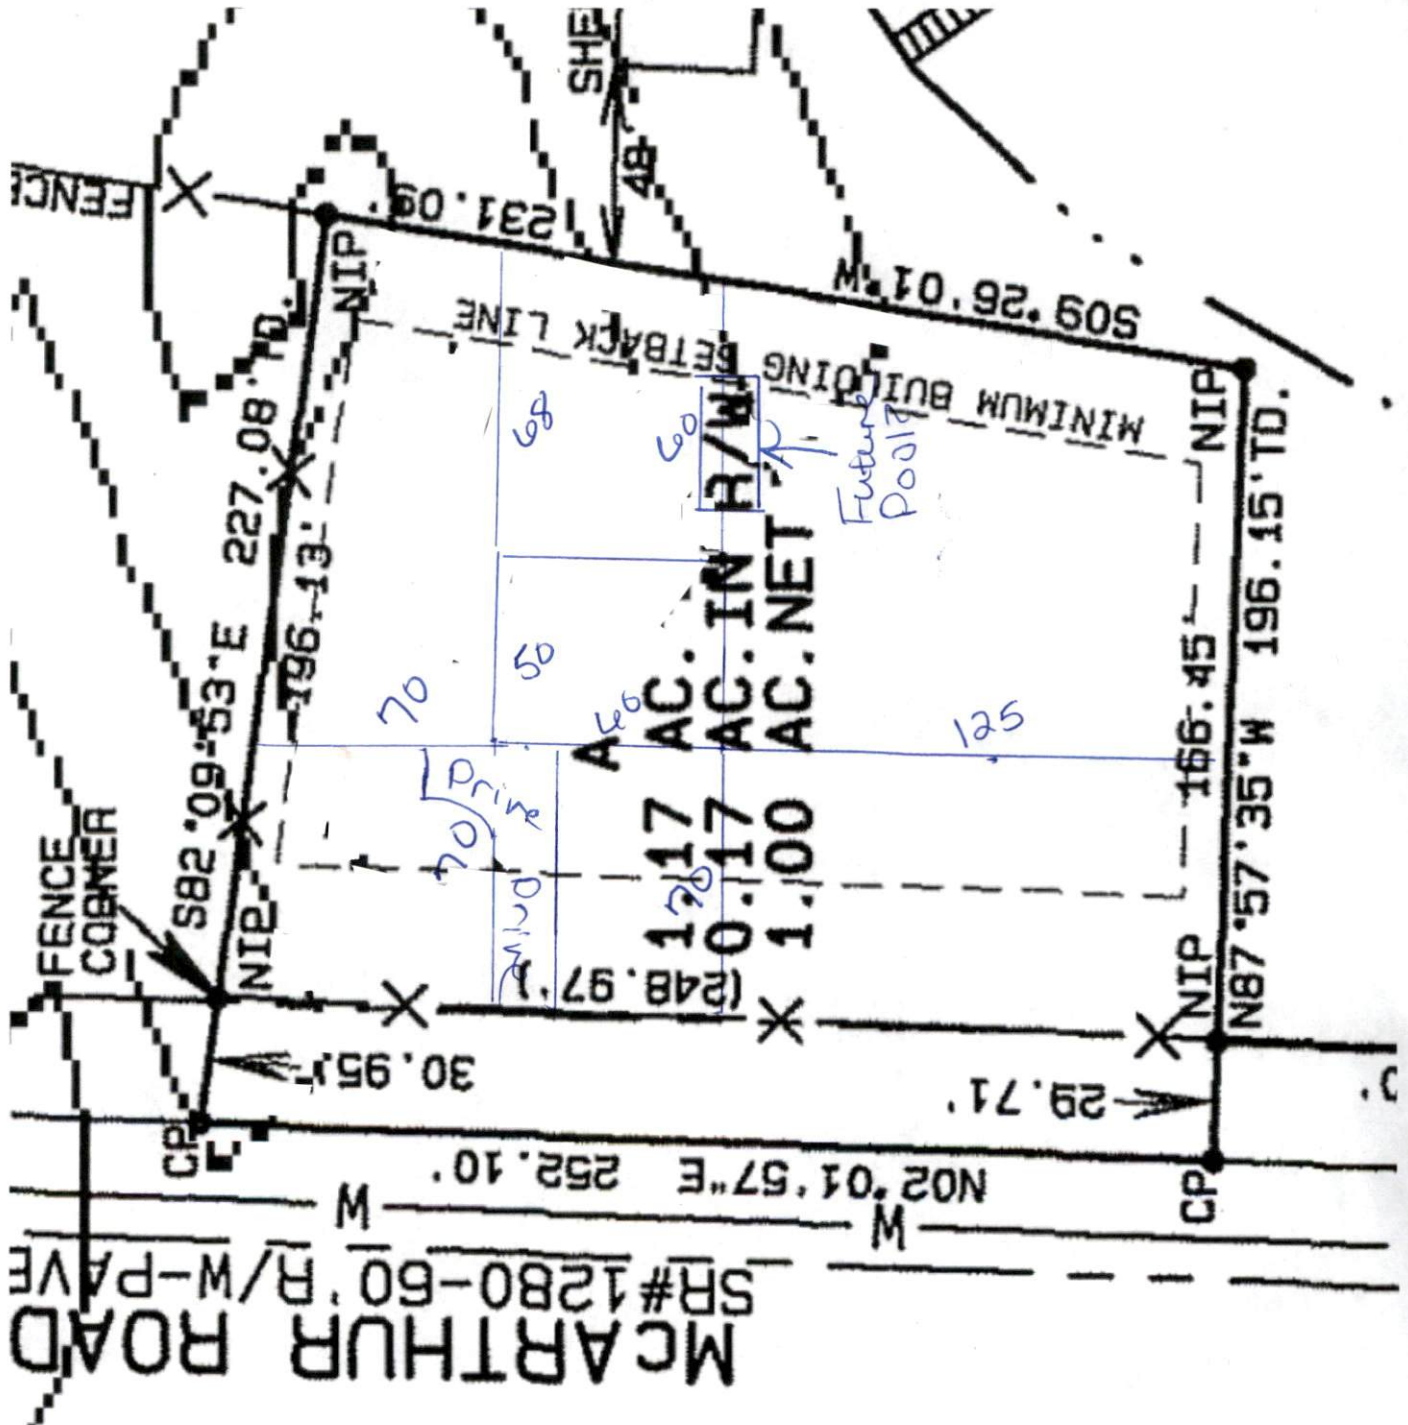 SHE
48'
FENCE
NIP
231.09'
S09°26'01"W
MINIMUM BUILDING SETBACK LINE
NIP
S82°09'53"E 227.08' TD.
196.13'
68
60
Future
Pool?
50
70
40
125
A
1.17 AC.
0.17 AC. IN R/W
1.00 AC. NET
166.45'
N87°57'35"W 196.15' TD.
FENCE
CORNER
NIP
Drive
70
70
(248.97')
NIP
30.95'
29.71'
CP
N02°01'57"E 252.10'
CP
W
W
SR#1280-60' R/W-PAVE
McARTHUR ROAD